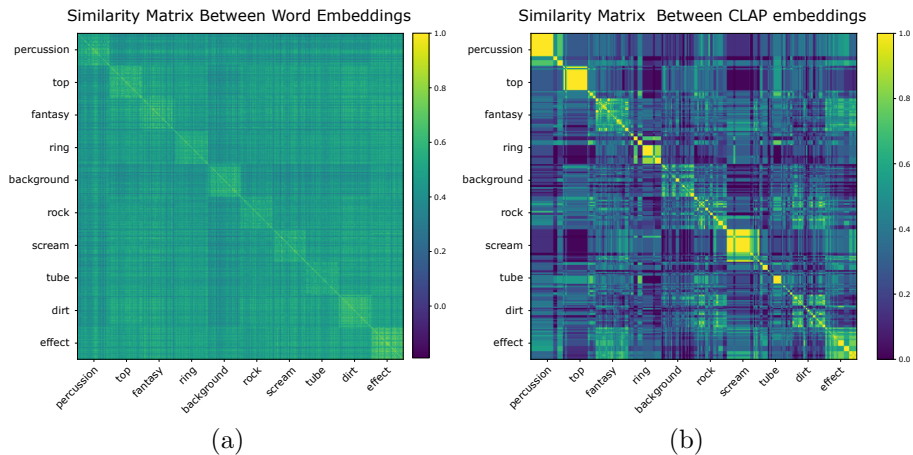 Similarity Matrix Between Word Embeddings
percussion
top
fantasy
ring
background
rock
scream
tube
dirt
effect
percussion
top
fantasy
ring
background
rock
scream
tube
dirt
effect
1.0
0.8
0.6
0.4
0.2
0.0
(a)
Similarity Matrix Between CLAP embeddings
percussion
top
fantasy
ring
background
rock
scream
tube
dirt
effect
percussion
top
fantasy
ring
background
rock
scream
tube
dirt
effect
1.0
0.8
0.6
0.4
0.2
0.0
(b)